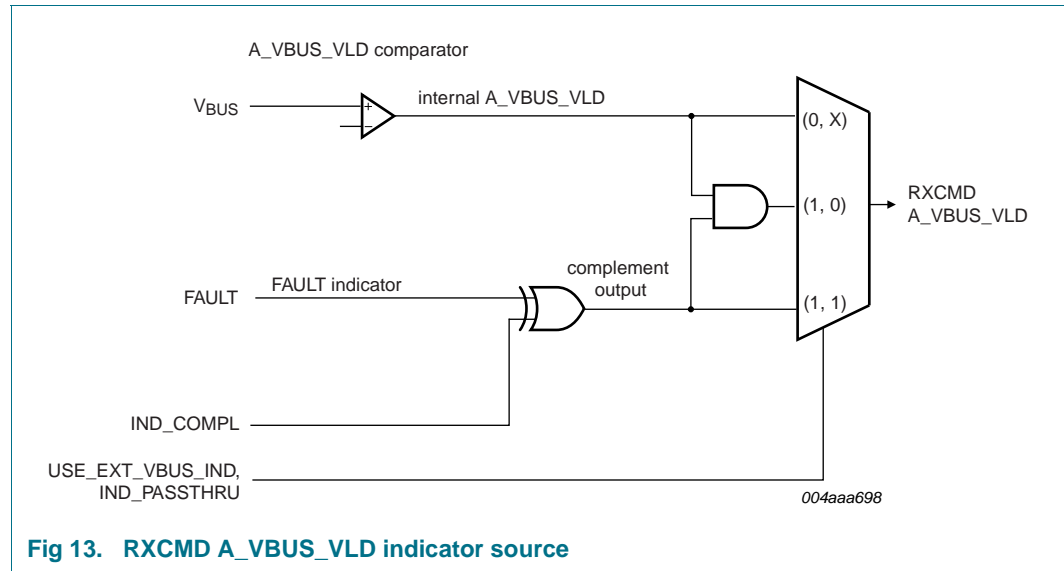 A_VBUS_VLD comparator
VBUS
+
−
internal A_VBUS_VLD
(0, X)
(1, 0)
RXCMD
A_VBUS_VLD
complement
output
FAULT
FAULT indicator
(1, 1)
IND_COMPL
USE_EXT_VBUS_IND,
IND_PASSTHRU
004aaa698
Fig 13. RXCMD A_VBUS_VLD indicator source